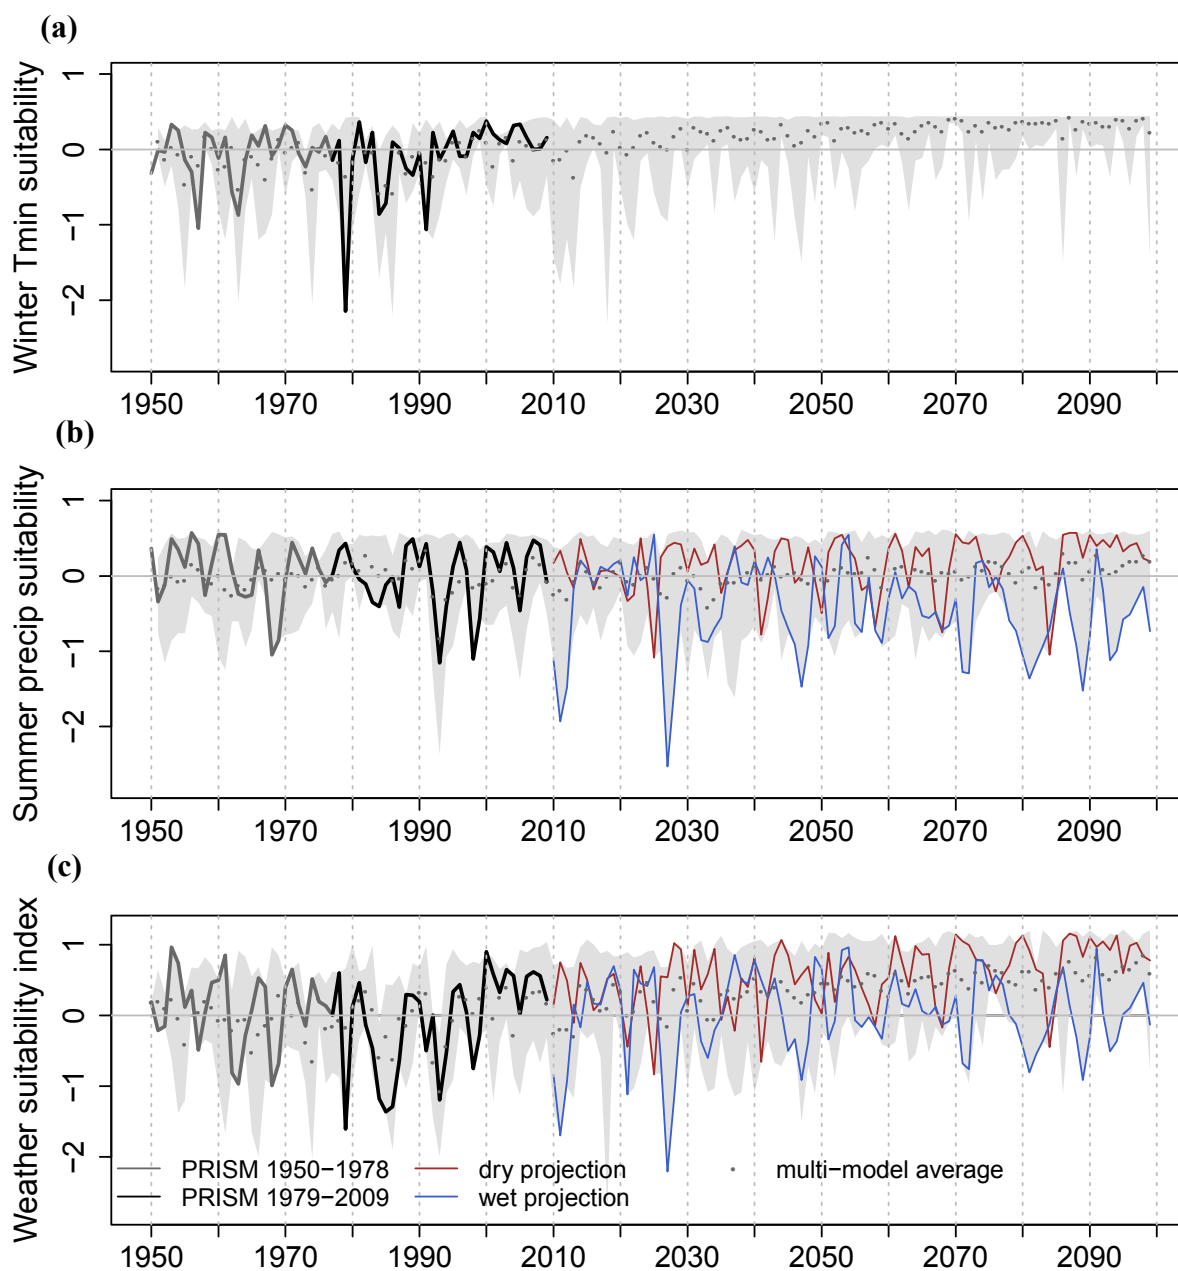 (a)
Winter Tmin suitability
1
0
−1
−2
1950 1970 1990 2010 2030 2050 2070 2090
(b)
Summer precip suitability
1
0
−1
−2
1950 1970 1990 2010 2030 2050 2070 2090
(c)
Weather suitability index
1
0
−1
−2
PRISM 1950−1978 dry projection multi−model average
PRISM 1979−2009 wet projection
1950 1970 1990 2010 2030 2050 2070 2090